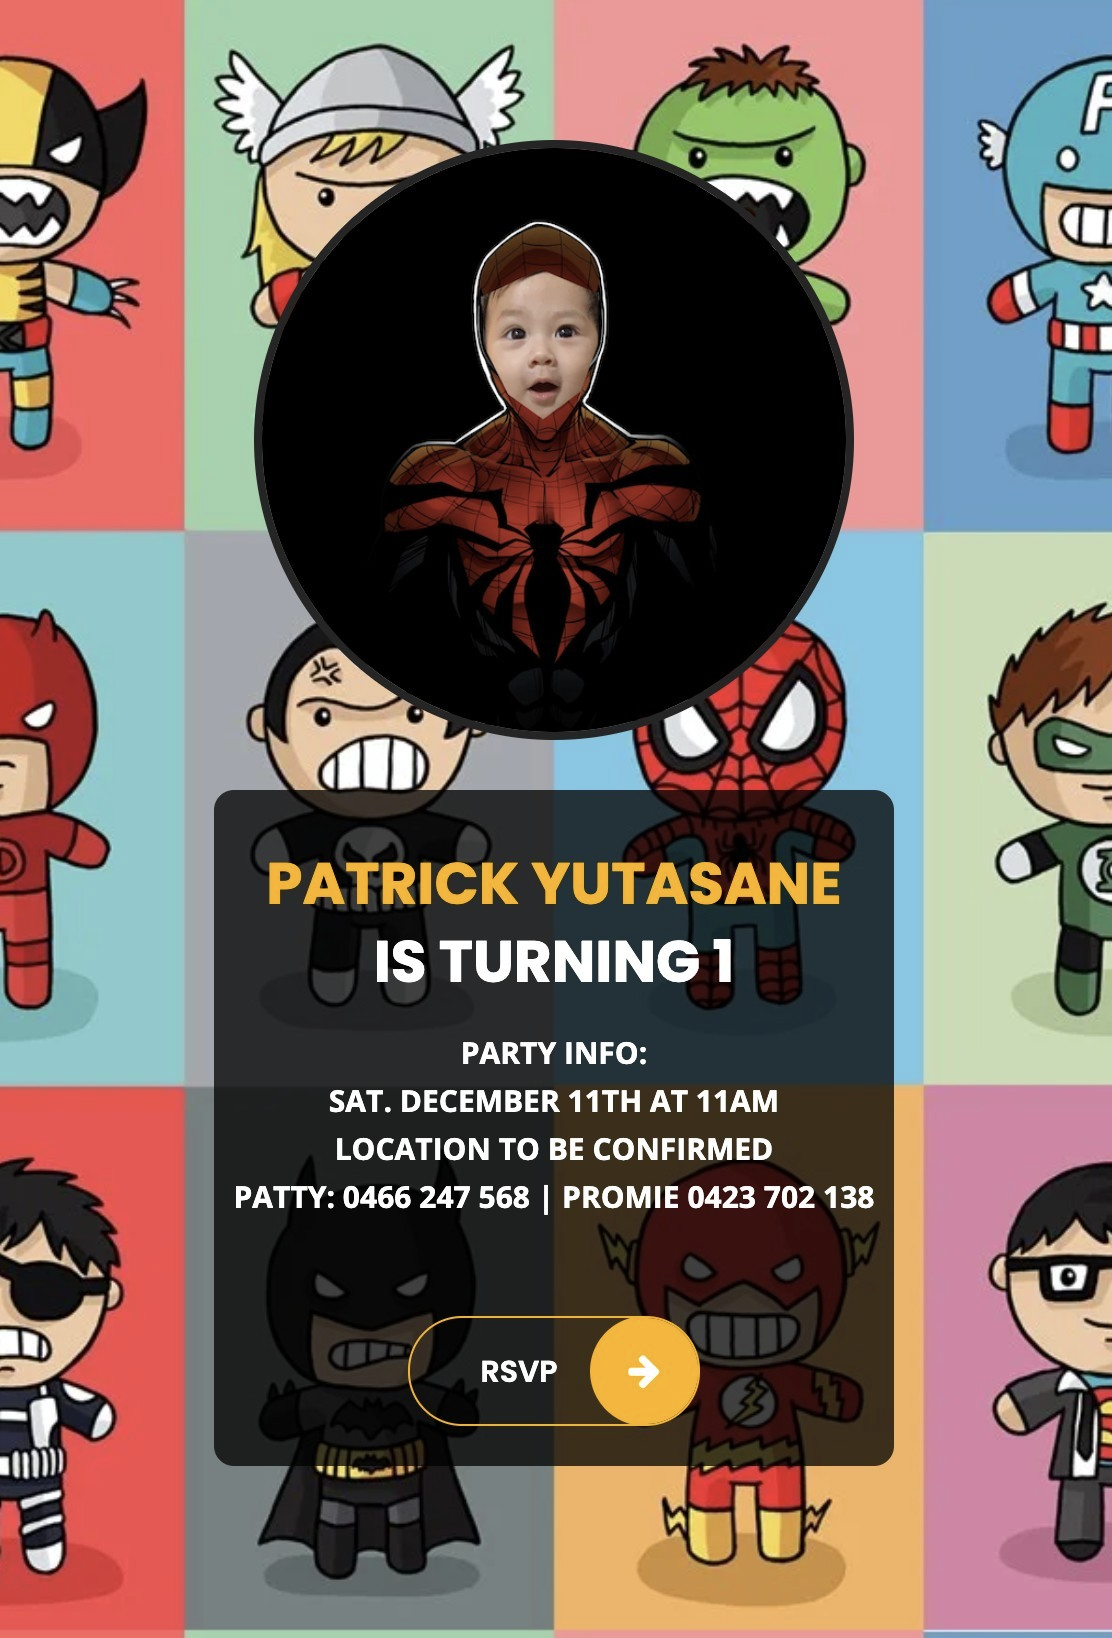 PATRICK YUTASANE
IS TURNING 1
PARTY INFO:
SAT. DECEMBER 11TH AT 11AM
LOCATION TO BE CONFIRMED
PATTY: 0466 247 568 | PROMIE 0423 702 138
RSVP